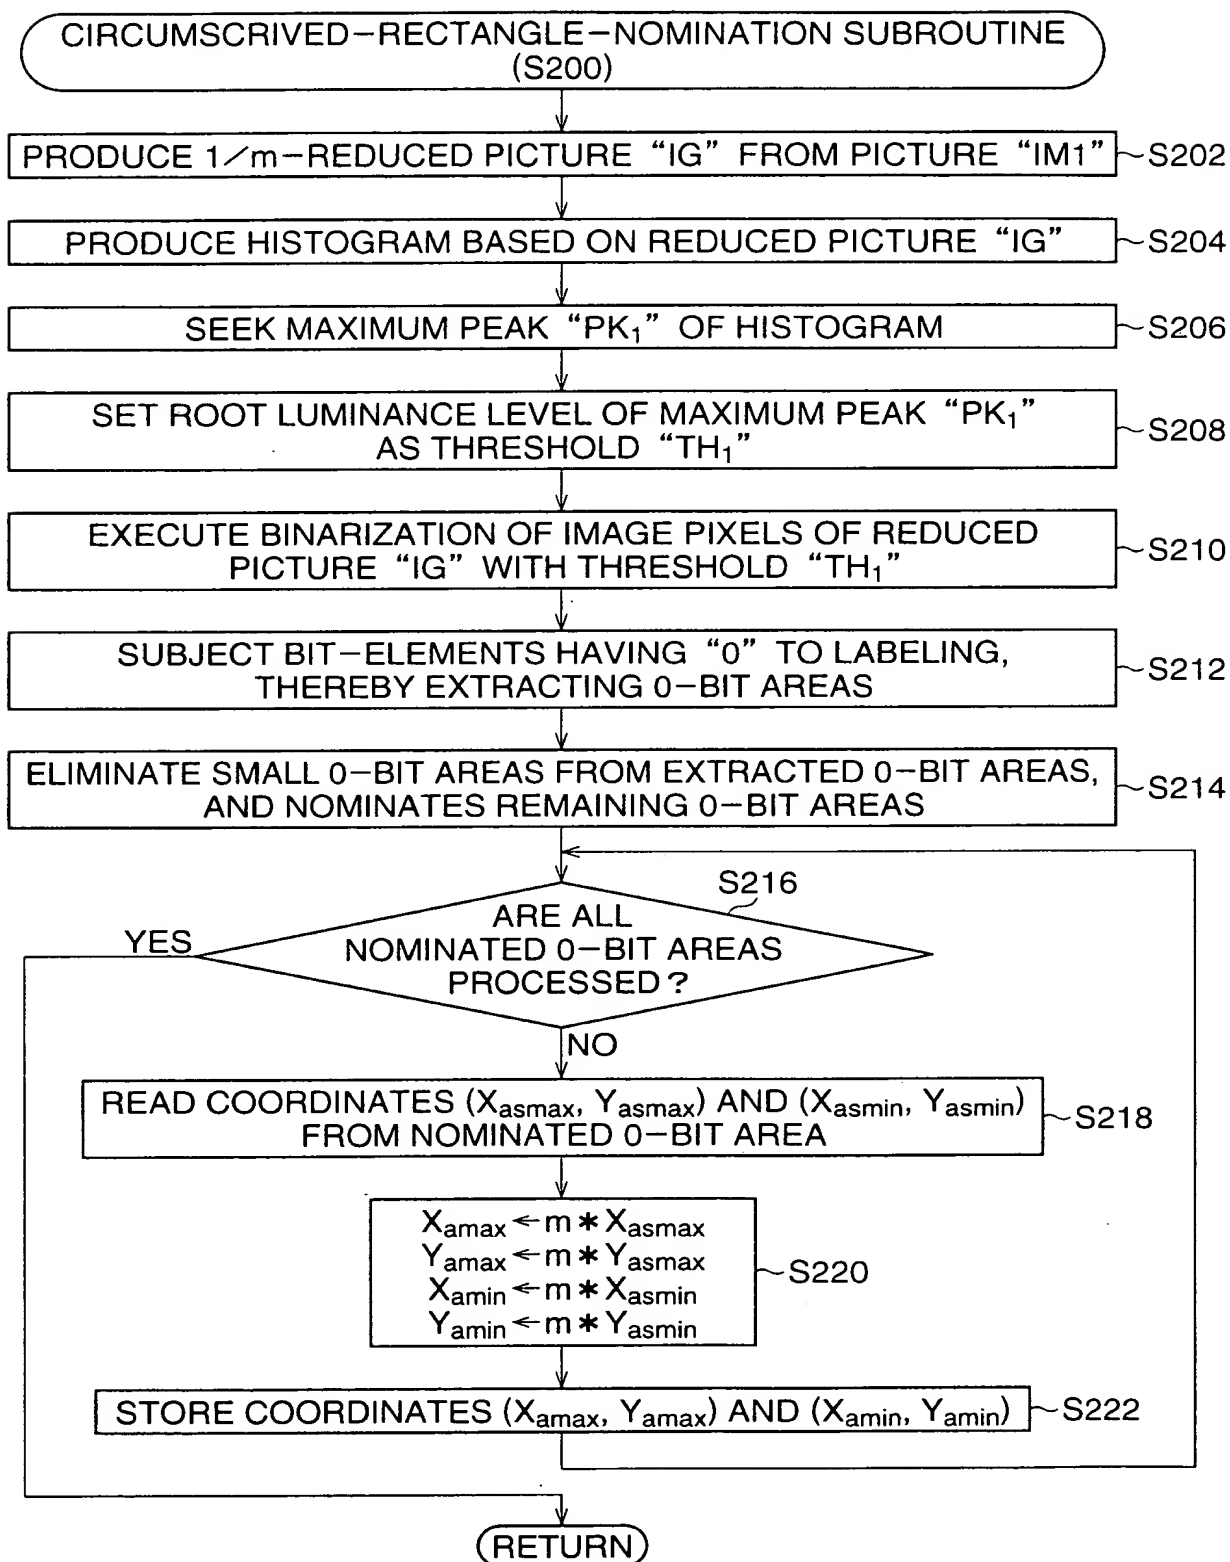 CIRCUMSCRIVED-RECTANGLE-NOMINATION SUBROUTINE
(S200)
PRODUCE 1/m-REDUCED PICTURE “IG” FROM PICTURE “IM1”
S202
PRODUCE HISTOGRAM BASED ON REDUCED PICTURE “IG”
S204
SEEK MAXIMUM PEAK “PK₁” OF HISTOGRAM
S206
SET ROOT LUMINANCE LEVEL OF MAXIMUM PEAK “PK₁”
AS THRESHOLD “TH₁”
S208
EXECUTE BINARIZATION OF IMAGE PIXELS OF REDUCED
PICTURE “IG” WITH THRESHOLD “TH₁”
S210
SUBJECT BIT-ELEMENTS HAVING “0” TO LABELING,
THEREBY EXTRACTING 0-BIT AREAS
S212
ELIMINATE SMALL 0-BIT AREAS FROM EXTRACTED 0-BIT AREAS,
AND NOMINATES REMAINING 0-BIT AREAS
S214
S216
ARE ALL
NOMINATED 0-BIT AREAS
PROCESSED?
YES
NO
READ COORDINATES (Xasmax, Yasmax) AND (Xasmin, Yasmin)
FROM NOMINATED 0-BIT AREA
S218
Xamax ← m * Xasmax
Yamax ← m * Yasmax
Xamin ← m * Xasmin
Yamin ← m * Yasmin
S220
STORE COORDINATES (Xamax, Yamax) AND (Xamin, Yamin)
S222
RETURN